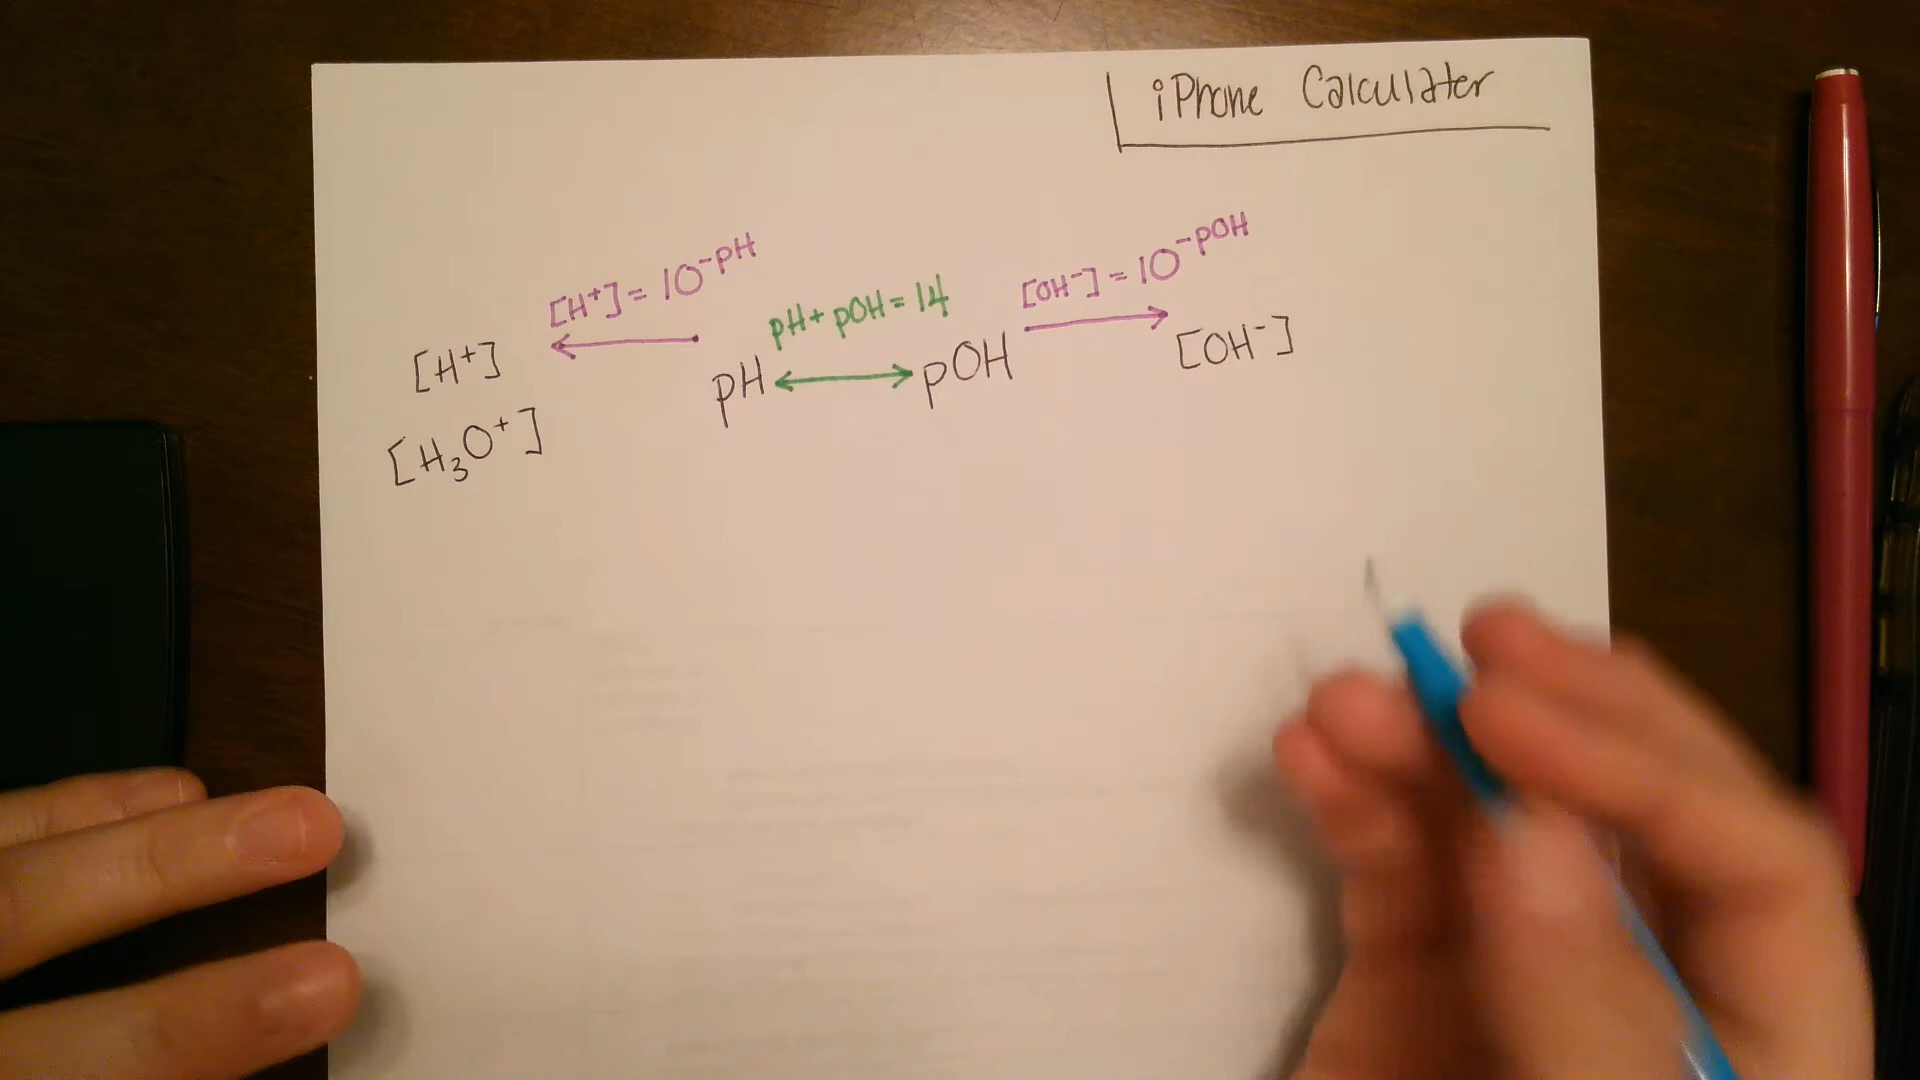 iPhone Calculater
[H⁺] = 10⁻ᵖᴴ
pH + pOH = 14
[OH⁻] = 10⁻ᵖᴼᴴ
[H⁺] pH pOH [OH⁻]
[H₃O⁺]